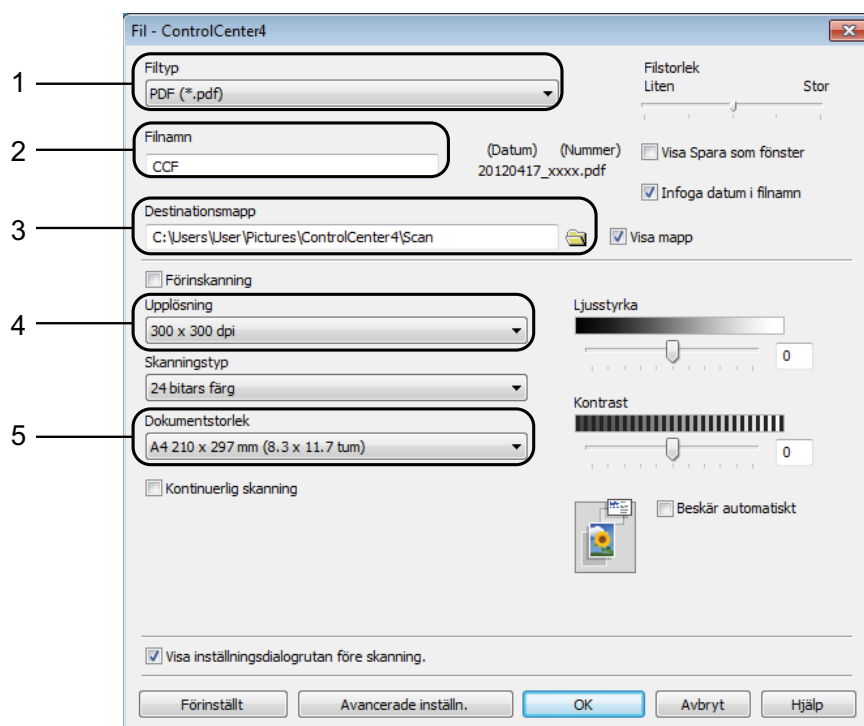 Fil - ControlCenter4
1
Filtyp
PDF (*.pdf)
Filstorlek
Liten Stor
2
Filnamn
CCF
(Datum) (Nummer)
20120417_xxxx.pdf
Visa Spara som fönster
Infoga datum i filnamn
3
Destinationsmapp
C:\Users\User\Pictures\ControlCenter4\Scan
Visa mapp
Förinskanning
4
Upplösning
300 x 300 dpi
Skanningstyp
24 bitars färg
5
Dokumentstorlek
A4 210 x 297 mm (8.3 x 11.7 tum)
Kontinuerlig skanning
Ljusstyrka
0
Kontrast
0
Beskär automatiskt
Visa inställningsdialogrutan före skanning.
Förinställt Avancerade inställn. OK Avbryt Hjälp